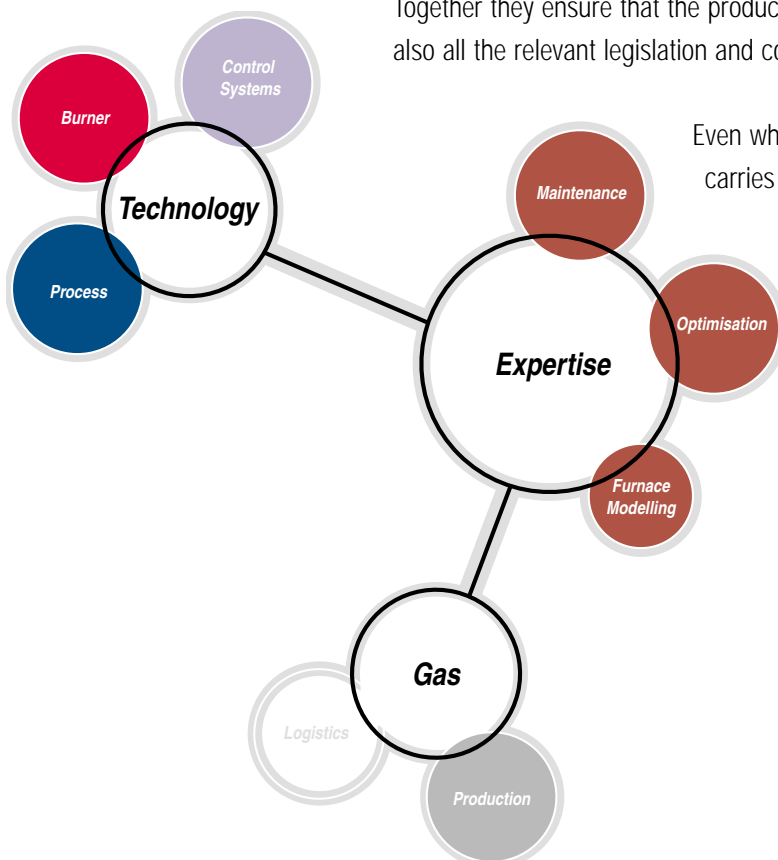 Together they ensure that the produc
also all the relevant legislation and co
Even wh
carries
Control
Systems
Burner
Technology
Process
Maintenance
Optimisation
Expertise
Furnace
Modelling
Gas
Logistics
Production